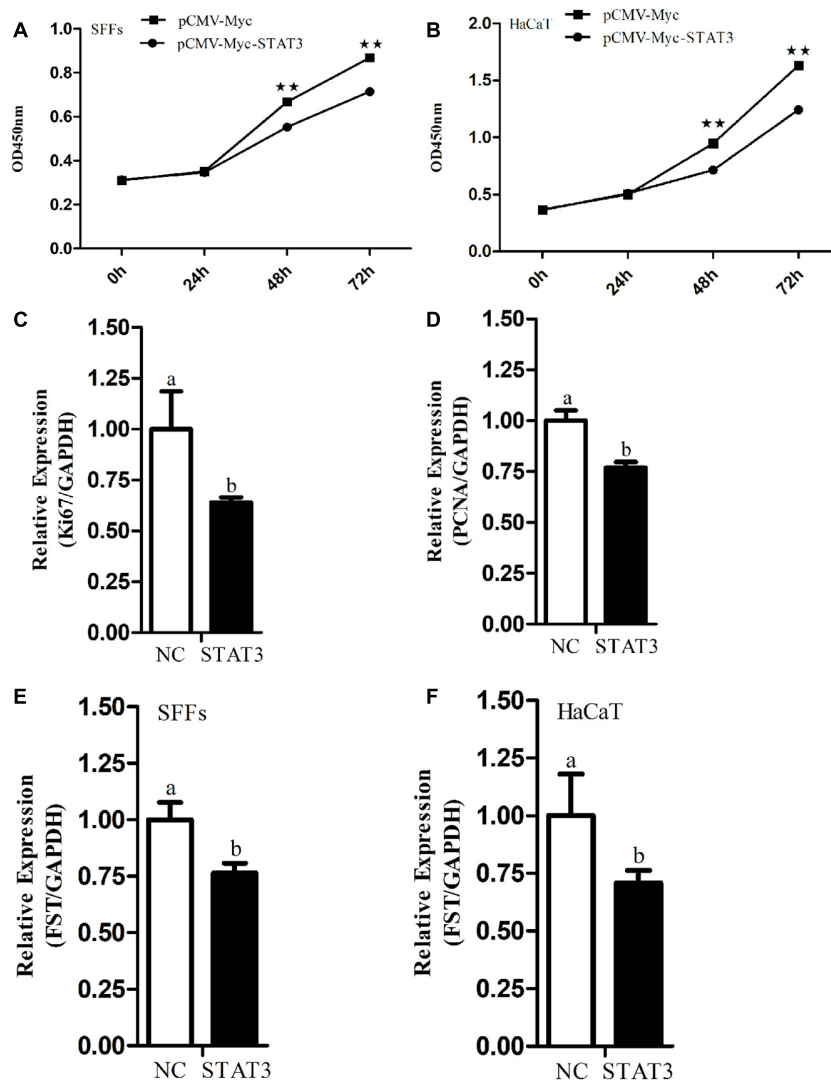 A
SFFs
pCMV-Myc
pCMV-Myc-STAT3
1.0
0.8
0.6
0.4
0.2
0.0
OD450nm
★★
★★
0h
24h
48h
72h
B
HaCaT
pCMV-Myc
pCMV-Myc-STAT3
2.0
1.5
1.0
0.5
0.0
OD450nm
★★
★★
0h
24h
48h
72h
C
1.50
1.25
1.00
0.75
0.50
0.25
0.00
Relative Expression
(Ki67/GAPDH)
a
b
NC STAT3
D
1.50
1.25
1.00
0.75
0.50
0.25
0.00
Relative Expression
(PCNA/GAPDH)
a
b
NC STAT3
E
SFFs
1.50
1.25
1.00
0.75
0.50
0.25
0.00
Relative Expression
(FST/GAPDH)
a
b
NC STAT3
F
HaCaT
1.50
1.25
1.00
0.75
0.50
0.25
0.00
Relative Expression
(FST/GAPDH)
a
b
NC STAT3